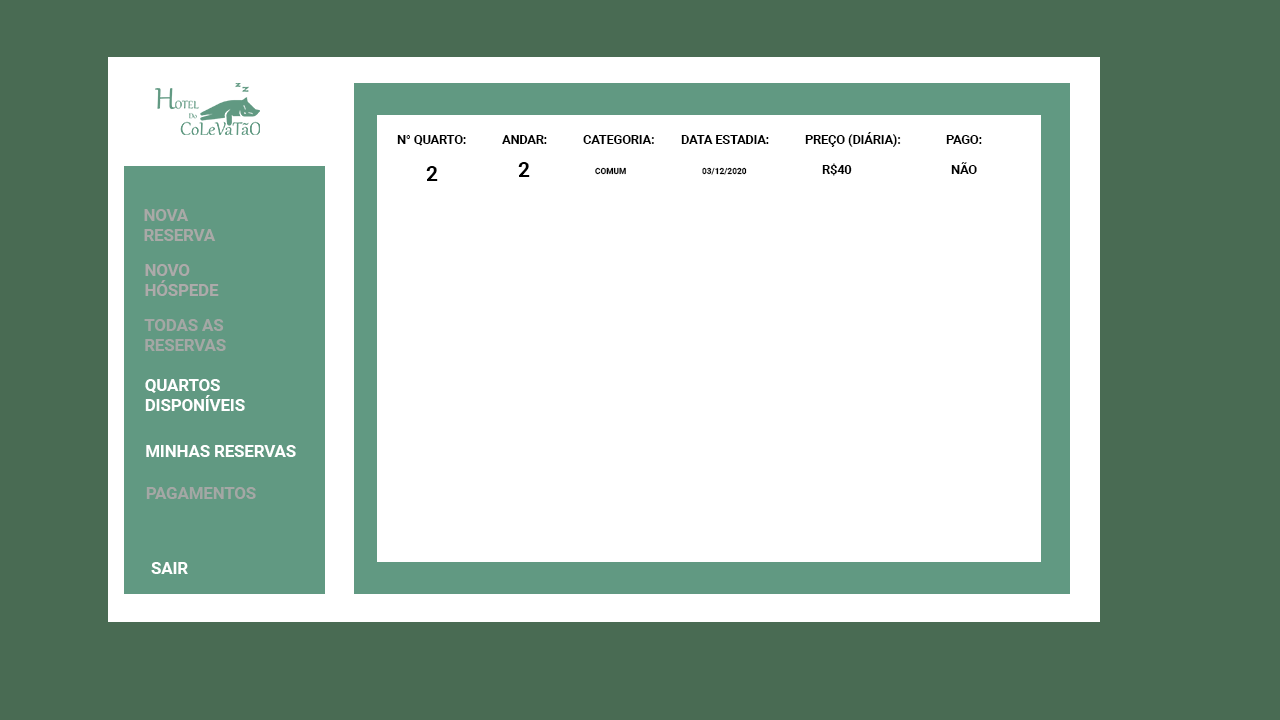 zz
HOTEL
Do
CoLeVaTãO
NOVA
RESERVA
NOVO
HÓSPEDE
TODAS AS
RESERVAS
QUARTOS
DISPONÍVEIS
MINHAS RESERVAS
PAGAMENTOS
SAIR
N° QUARTO: ANDAR: CATEGORIA: DATA ESTADIA: PREÇO (DIÁRIA): PAGO:
2 2 COMUM 03/12/2020 R$40 NÃO